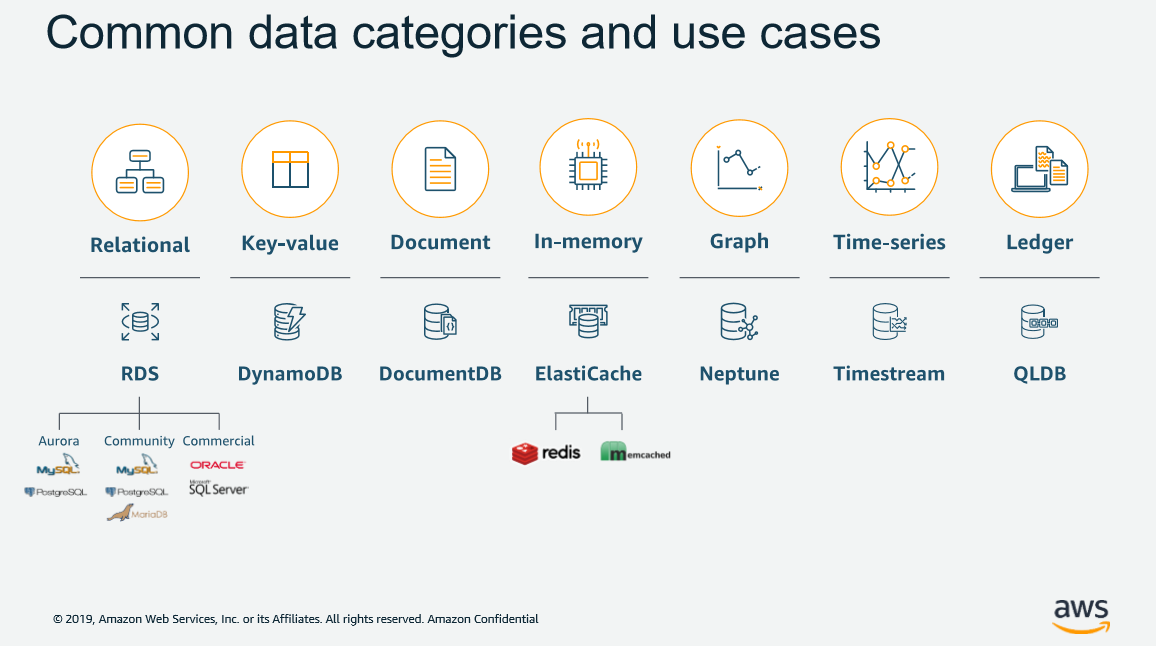 Common data categories and use cases
Relational
Key-value
Document
In-memory
Graph
Time-series
Ledger
{}
RDS
DynamoDB
DocumentDB
ElastiCache
Neptune
Timestream
QLDB
Aurora
MySQL
PostgreSQL
Community
MySQL
PostgreSQL
MariaDB
Commercial
ORACLE
Microsoft
SQL Server
redis
memcached
© 2019, Amazon Web Services, Inc. or its Affiliates. All rights reserved. Amazon Confidential
aws